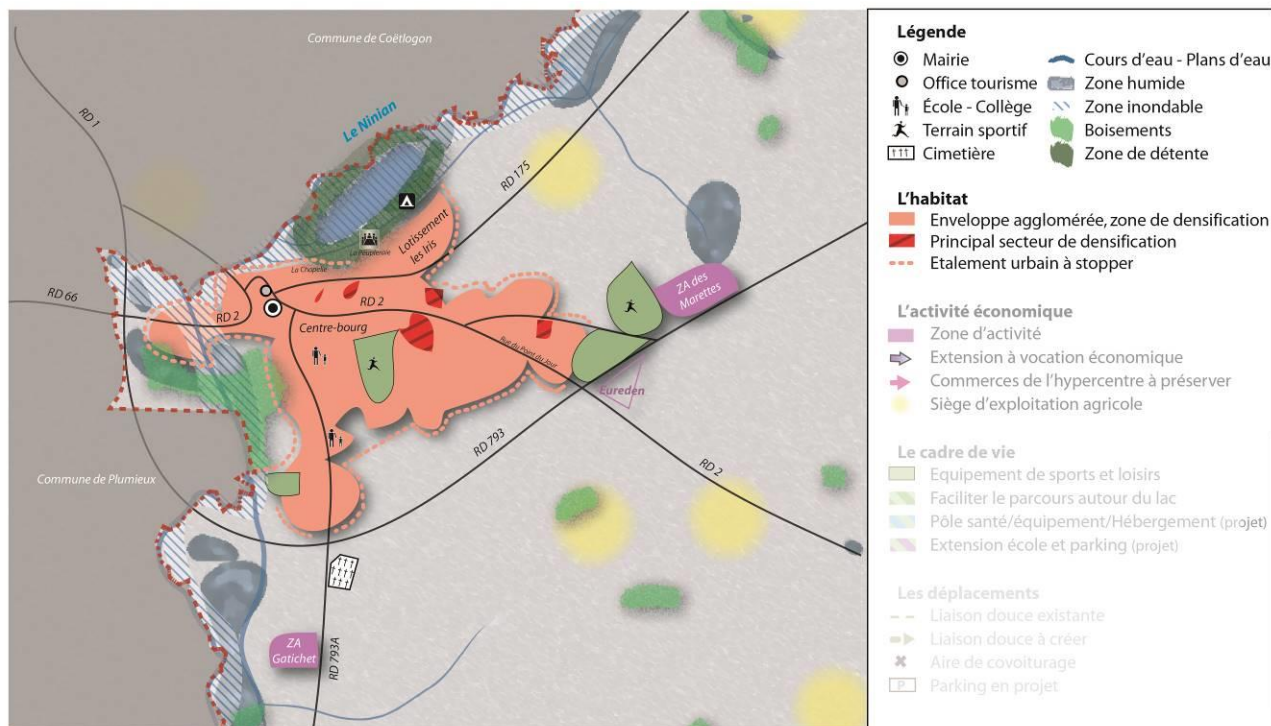 Commune de Coëtlogon
RD 1
Le Ninian
RD 175
Lotissement
les Iris
La Peupleraie
La Chapelle
ZA des
Marettes
RD 66
RD 2
RD 2
Centre-bourg
Rue du Point du Jour
Eureden
RD 793
RD 2
Commune de Plumieux
ZA
Gatichet
RD 793A
Légende
Mairie
Office tourisme
École - Collège
Terrain sportif
Cimetière
Cours d'eau - Plans d'eau
Zone humide
Zone inondable
Boisements
Zone de détente
L'habitat
Enveloppe agglomérée, zone de densification
Principal secteur de densification
Etalement urbain à stopper
L'activité économique
Zone d'activité
Extension à vocation économique
Commerces de l'hypercentre à préserver
Siège d'exploitation agricole
Le cadre de vie
Equipement de sports et loisirs
Faciliter le parcours autour du lac
Pôle santé/équipement/Hébergement (projet)
Extension école et parking (projet)
Les déplacements
Liaison douce existante
Liaison douce à créer
Aire de covoiturage
P Parking en projet